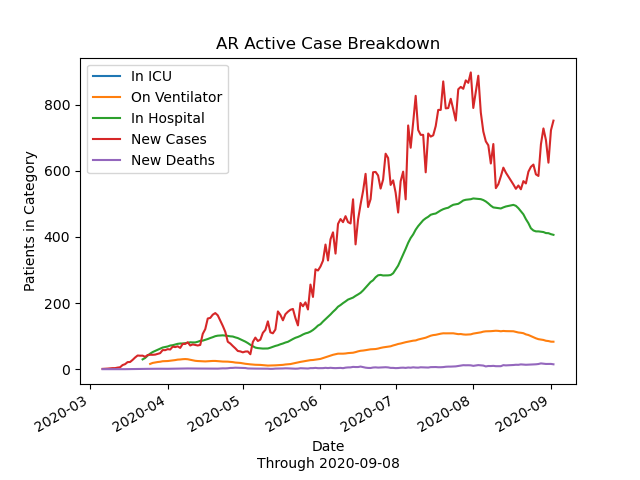 AR Active Case Breakdown
In ICU
On Ventilator
In Hospital
New Cases
New Deaths
Patients in Category
800
600
400
200
0
2020-03
2020-04
2020-05
2020-06
2020-07
2020-08
2020-09
Date
Through 2020-09-08